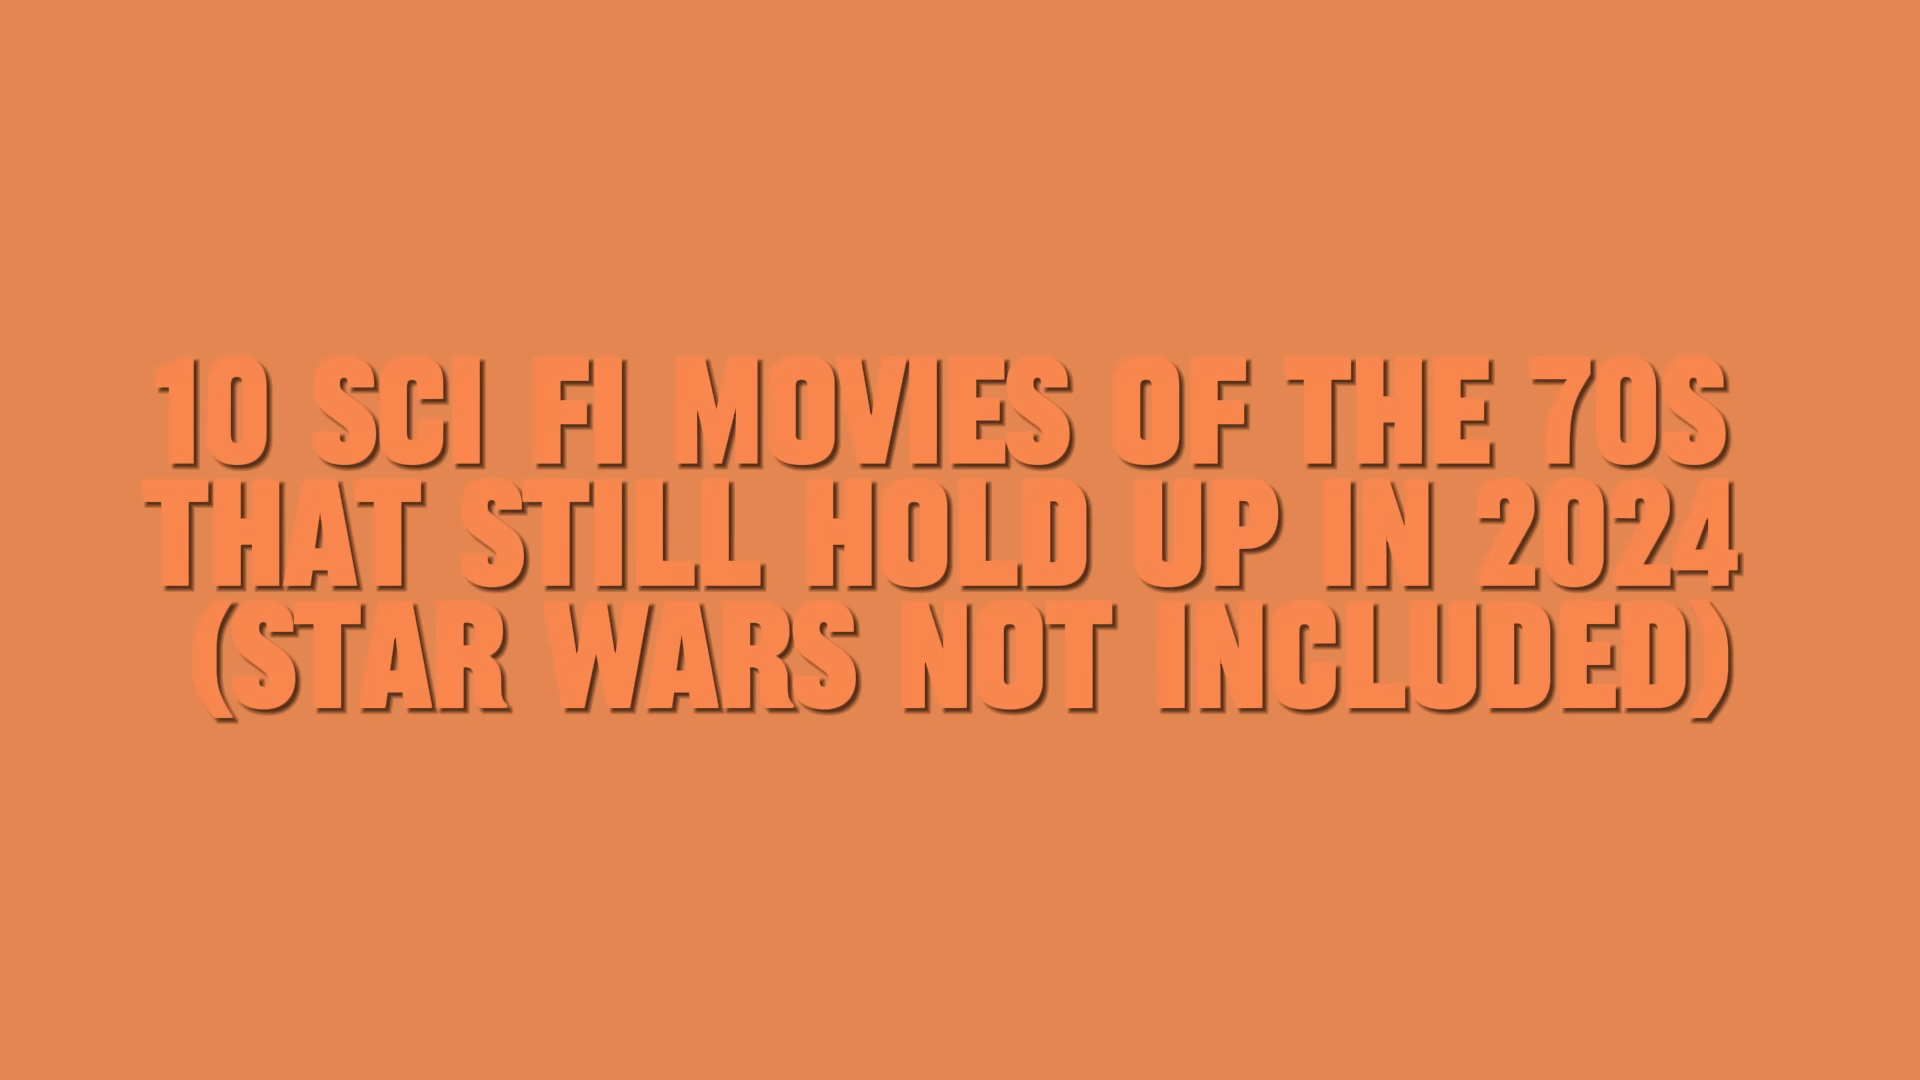 10 SCI FI MOVIES OF THE 70S
THAT STILL HOLD UP IN 2024
(STAR WARS NOT INCLUDED)